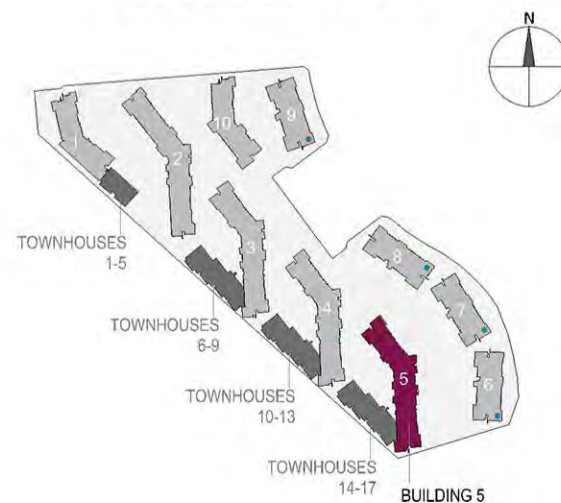 N
10
9
1
2
TOWNHOUSES
1-5
3
8
4
7
TOWNHOUSES
6-9
5
6
TOWNHOUSES
10-13
TOWNHOUSES
14-17
BUILDING 5